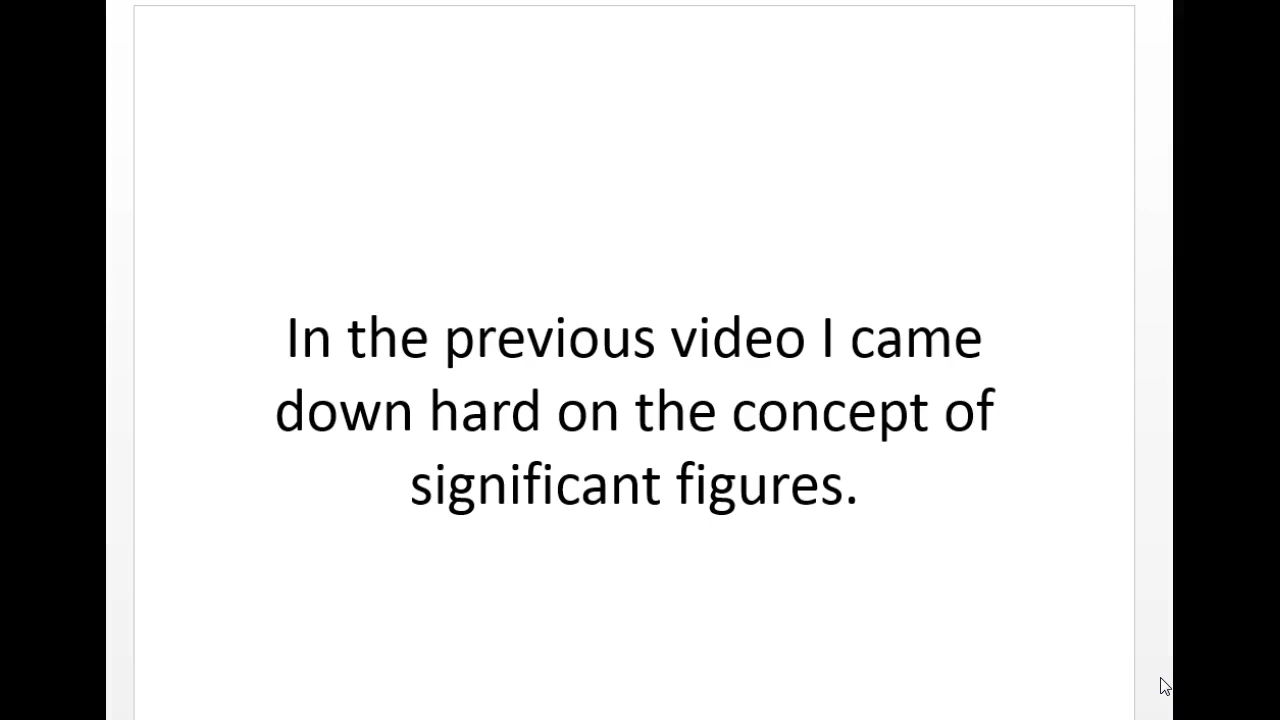 In the previous video I came
down hard on the concept of
significant figures.